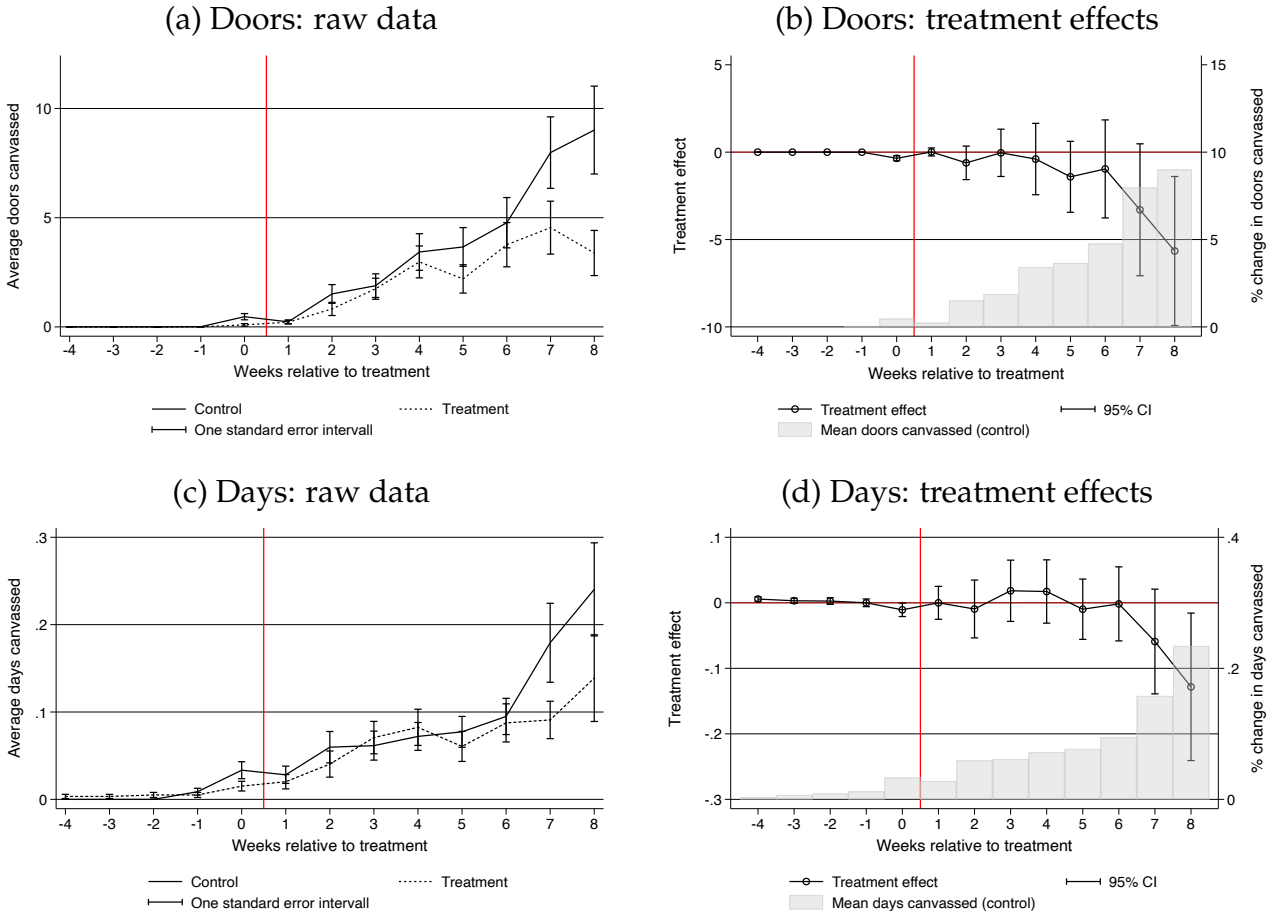 (a) Doors: raw data
Average doors canvassed
10
5
0
-4 -3 -2 -1 0 1 2 3 4 5 6 7 8
Weeks relative to treatment
Control Treatment
One standard error intervall
(b) Doors: treatment effects
Treatment effect
5
0
-5
-10
15
10
5
0
% change in doors canvassed
-4 -3 -2 -1 0 1 2 3 4 5 6 7 8
Weeks relative to treatment
Treatment effect 95% CI
Mean doors canvassed (control)
(c) Days: raw data
Average days canvassed
.3
.2
.1
0
-4 -3 -2 -1 0 1 2 3 4 5 6 7 8
Weeks relative to treatment
Control Treatment
One standard error intervall
(d) Days: treatment effects
Treatment effect
.1
0
-.1
-.2
-.3
.4
.2
0
% change in days canvassed
-4 -3 -2 -1 0 1 2 3 4 5 6 7 8
Weeks relative to treatment
Treatment effect 95% CI
Mean days canvassed (control)